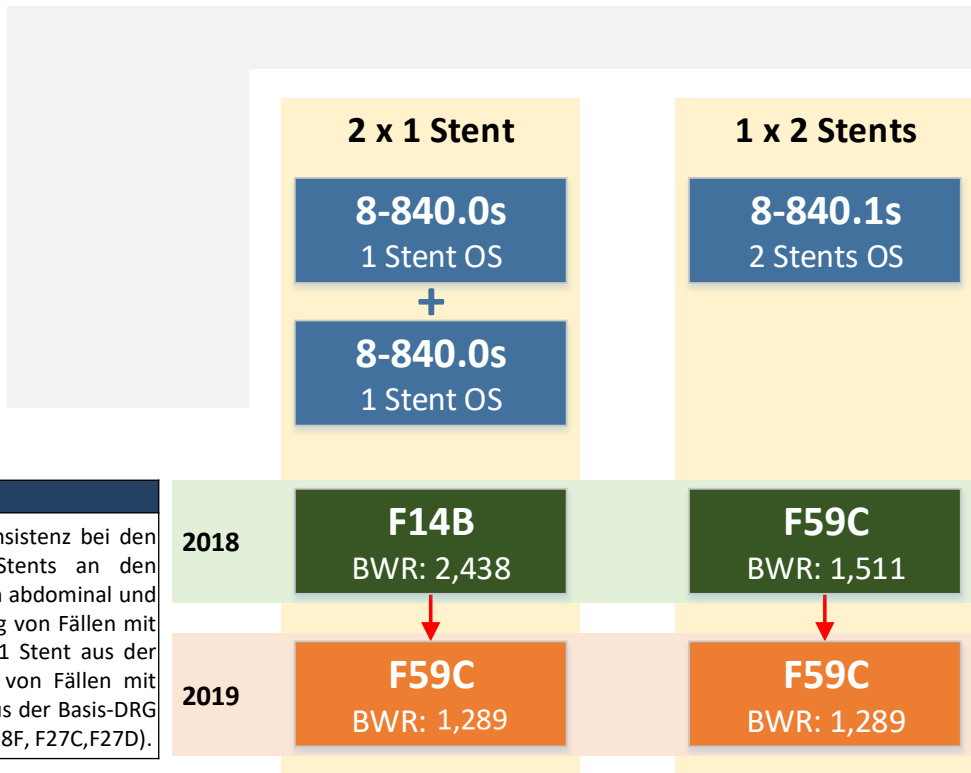 2 x 1 Stent
1 x 2 Stents
8-840.0s
1 Stent OS
8-840.1s
2 Stents OS
+
8-840.0s
1 Stent OS
nsistenz bei den
Stents an den
abdominal und
g von Fällen mit
1 Stent aus der
von Fällen mit
us der Basis-DRG
8F, F27C,F27D).
2018
F14B
BWR: 2,438
F59C
BWR: 1,511
2019
F59C
BWR: 1,289
F59C
BWR: 1,289